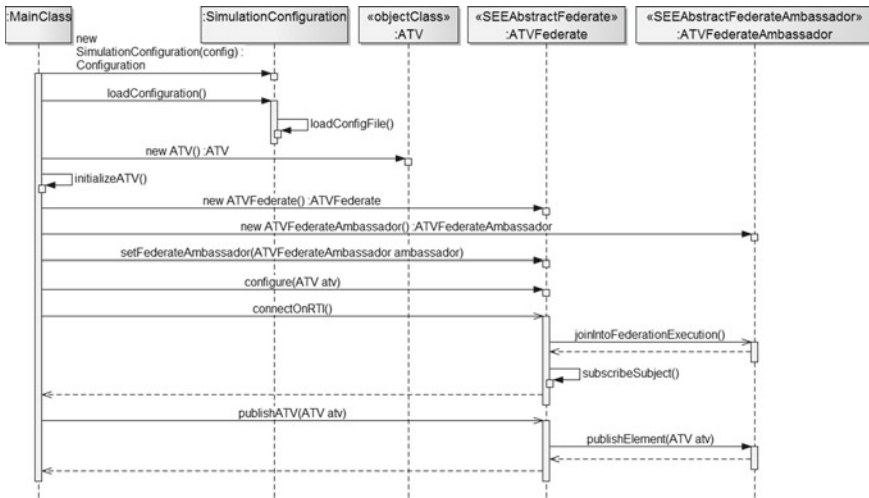 :MainClass
:SimulationConfiguration
«objectClass»
:ATV
«SEEAbstractFederate»
:ATVFederate
«SEEAbstractFederateAmbassador»
:ATVFederateAmbassador
new
SimulationConfiguration(config) :
Configuration
loadConfiguration()
loadConfigFile()
new ATV() :ATV
initializeATV()
new ATVFederate() :ATVFederate
new ATVFederateAmbassador() :ATVFederateAmbassador
setFederateAmbassador(ATVFederateAmbassador ambassador)
configure(ATV atv)
connectOnRTI()
joinIntoFederationExecution()
subscribeSubject()
publishATV(ATV atv)
publishElement(ATV atv)